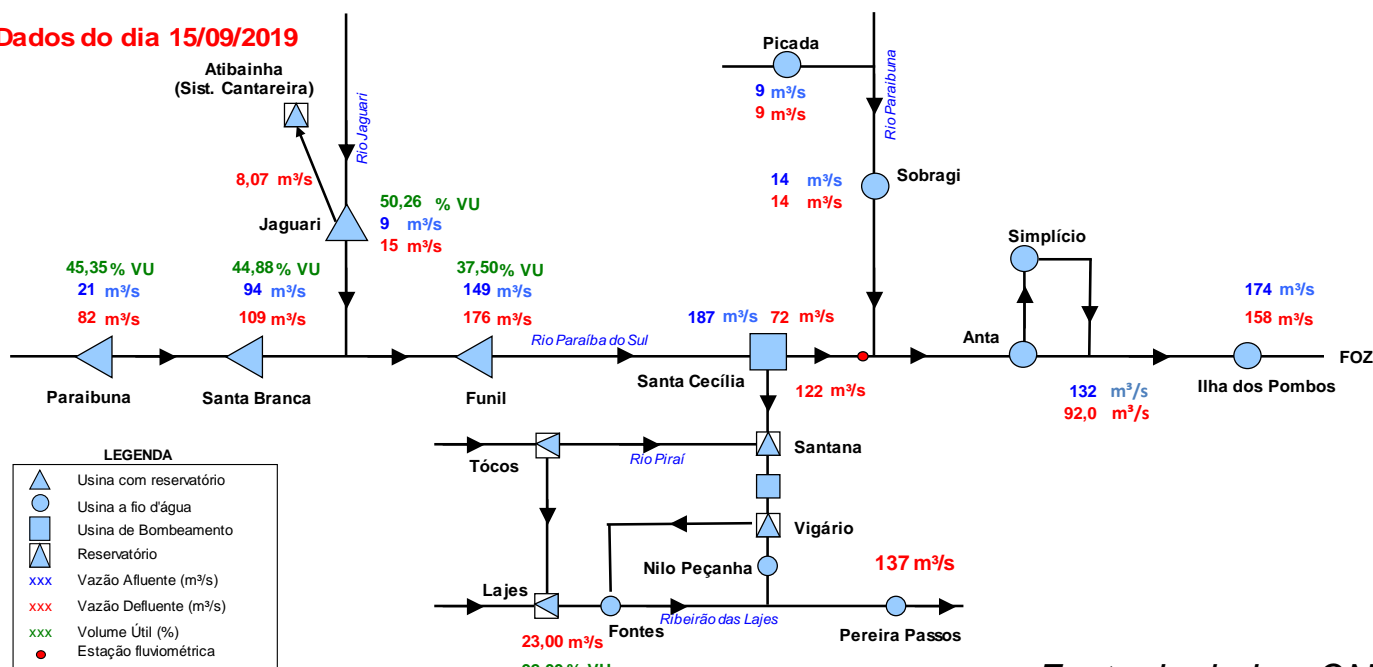 Dados do dia 15/09/2019
Atibainha
(Sist. Cantareira)
Rio Jaguari
8,07 m³/s
Jaguari
50,26 % VU
9 m³/s
15 m³/s
Picada
9 m³/s
9 m³/s
Rio Paraibuna
14 m³/s
14 m³/s
Sobragi
45,35 % VU
21 m³/s
82 m³/s
Paraibuna
44,88 % VU
94 m³/s
109 m³/s
Santa Branca
37,50 % VU
149 m³/s
176 m³/s
Funil
Rio Paraíba do Sul
187 m³/s 72 m³/s
Santa Cecília
122 m³/s
Simplício
Anta
132 m³/s
92,0 m³/s
174 m³/s
158 m³/s
Ilha dos Pombos
FOZ
Tócos
Rio Piraí
Santana
Vigário
Nilo Peçanha
137 m³/s
Lajes
Fontes
Ribeirão das Lajes
Pereira Passos
23,00 m³/s
LEGENDA
Usina com reservatório
Usina a fio d'água
Usina de Bombeamento
Reservatório
xxx Vazão Afluente (m³/s)
xxx Vazão Defluente (m³/s)
xxx Volume Útil (%)
Estação fluviométrica